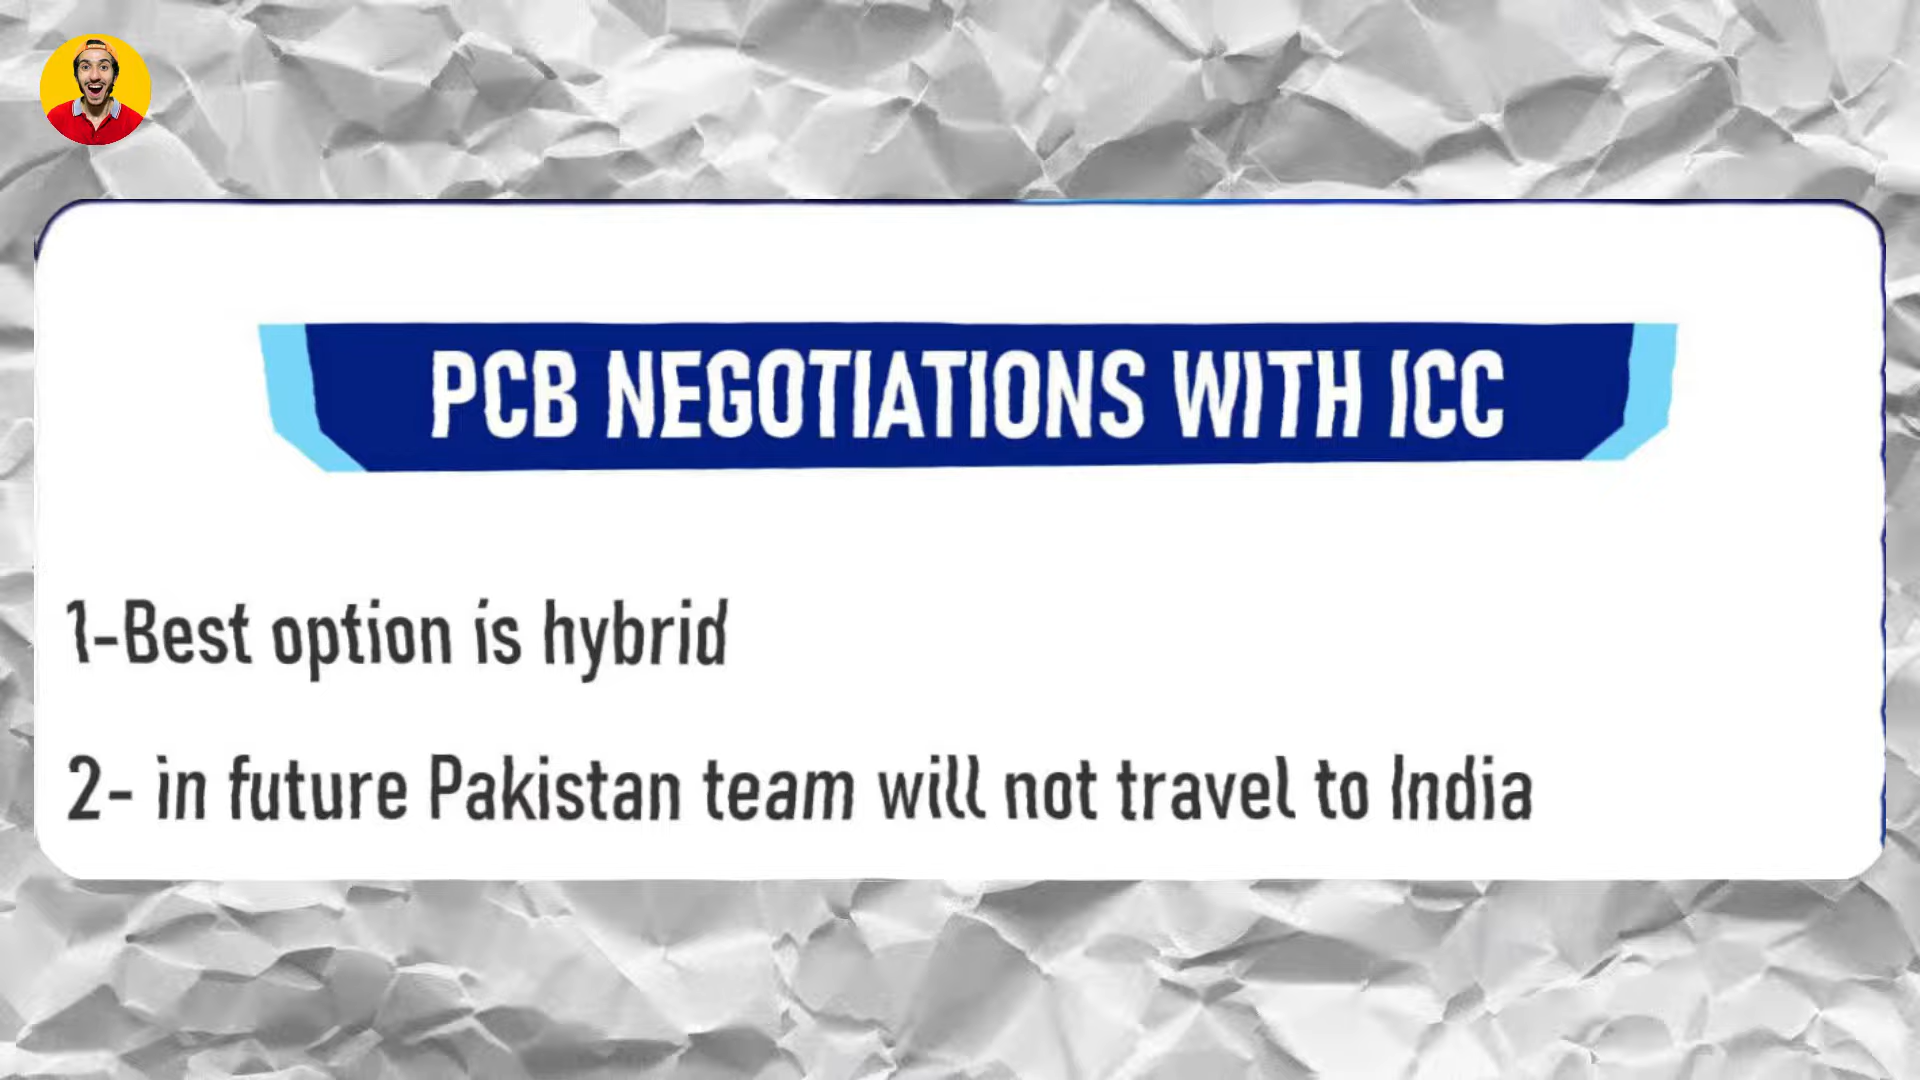 PCB NEGOTIATIONS WITH ICC
1-Best option is hybrid
2- in future Pakistan team will not travel to India